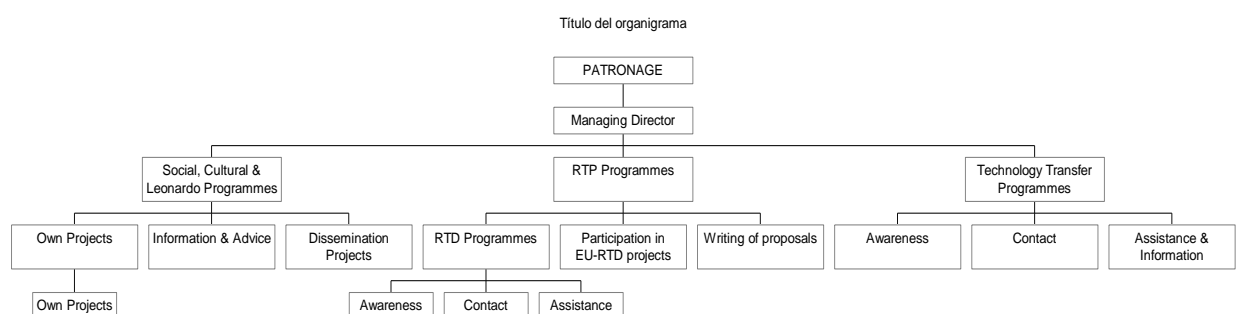 Título del organigrama
PATRONAGE
Managing Director
Social, Cultural &
Leonardo Programmes
RTP Programmes
Technology Transfer
Programmes
Own Projects
Information & Advice
Dissemination
Projects
RTD Programmes
Participation in
EU-RTD projects
Writing of proposals
Awareness
Contact
Assistance &
Information
Own Projects
Awareness
Contact
Assistance